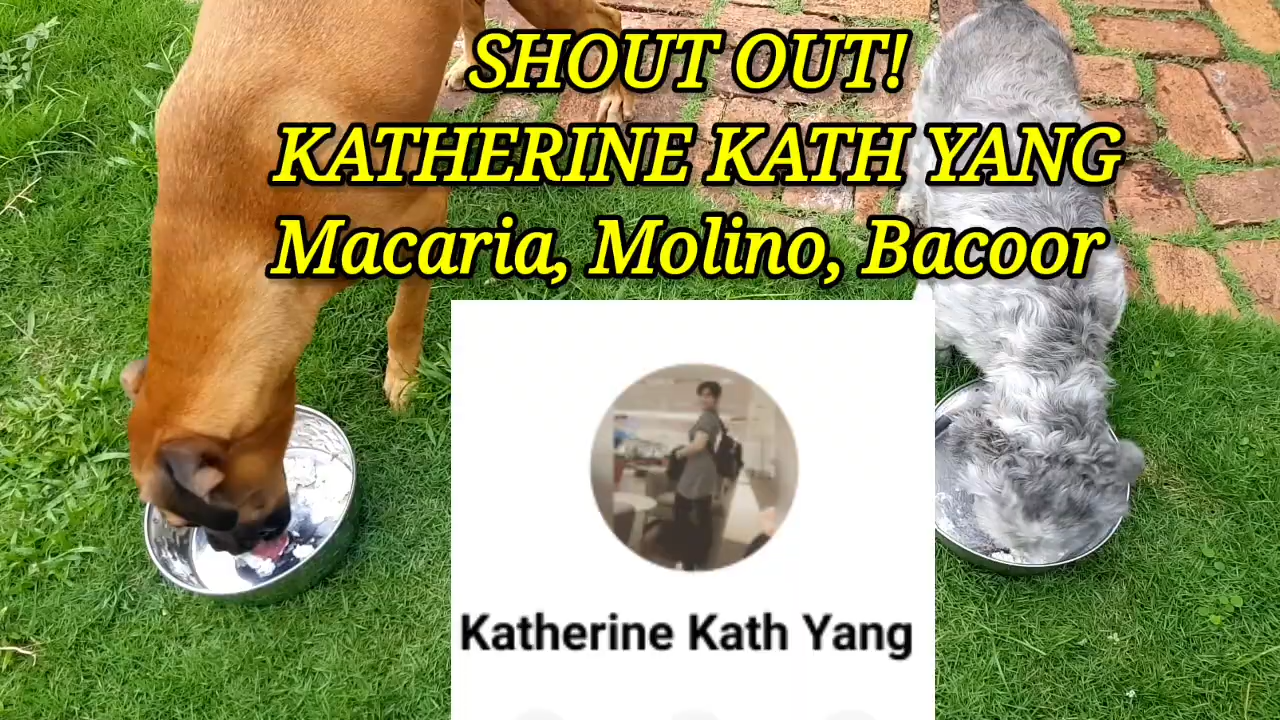 SHOUT OUT!
KATHERINE KATH YANG
Macaria, Molino, Bacoor
Katherine Kath Yang